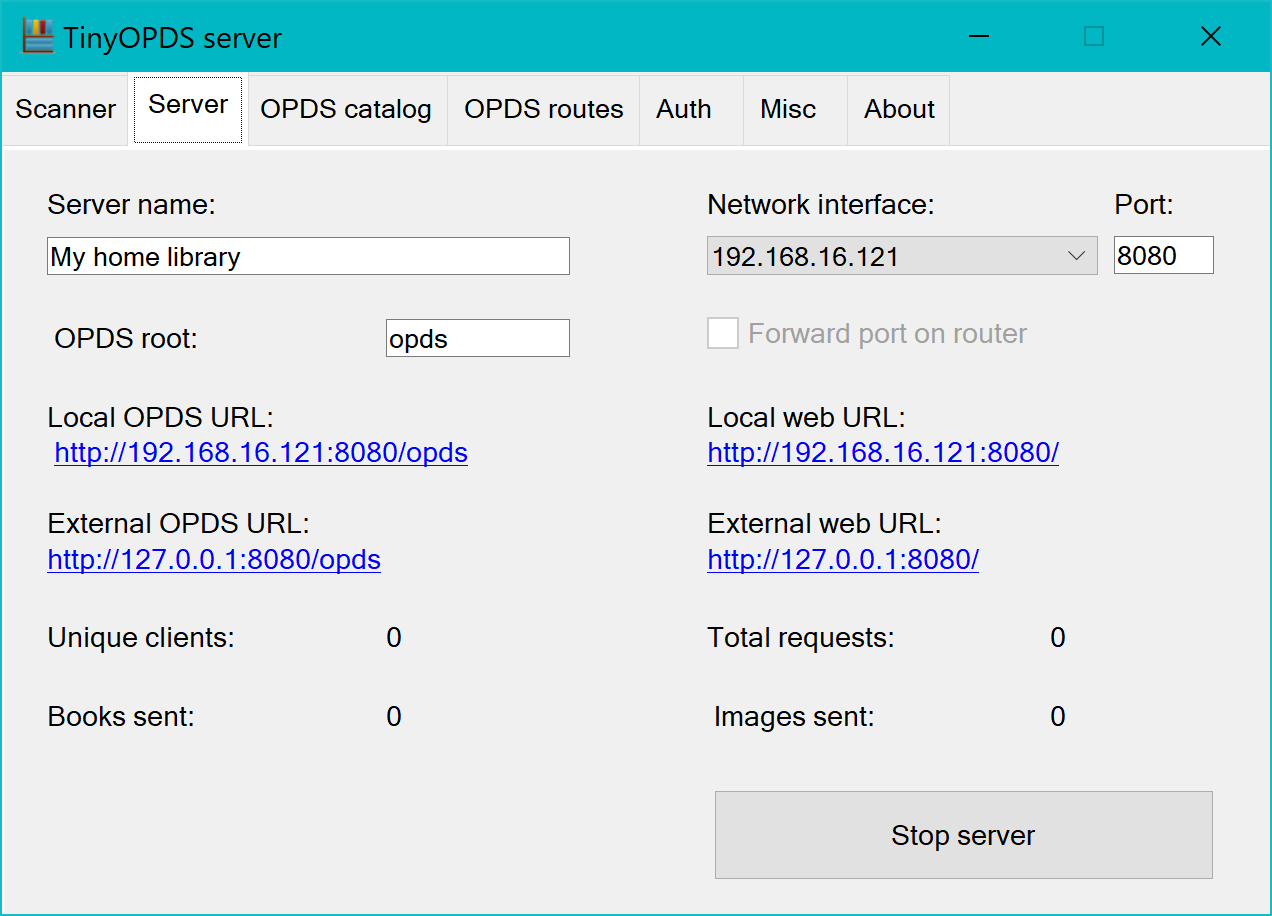 TinyOPDS server
Scanner Server OPDS catalog OPDS routes Auth Misc About
Server name: Network interface: Port:
My home library 192.168.16.121 8080
OPDS root: opds Forward port on router
Local OPDS URL: Local web URL:
http://192.168.16.121:8080/opds http://192.168.16.121:8080/
External OPDS URL: External web URL:
http://127.0.0.1:8080/opds http://127.0.0.1:8080/
Unique clients: 0 Total requests: 0
Books sent: 0 Images sent: 0
Stop server